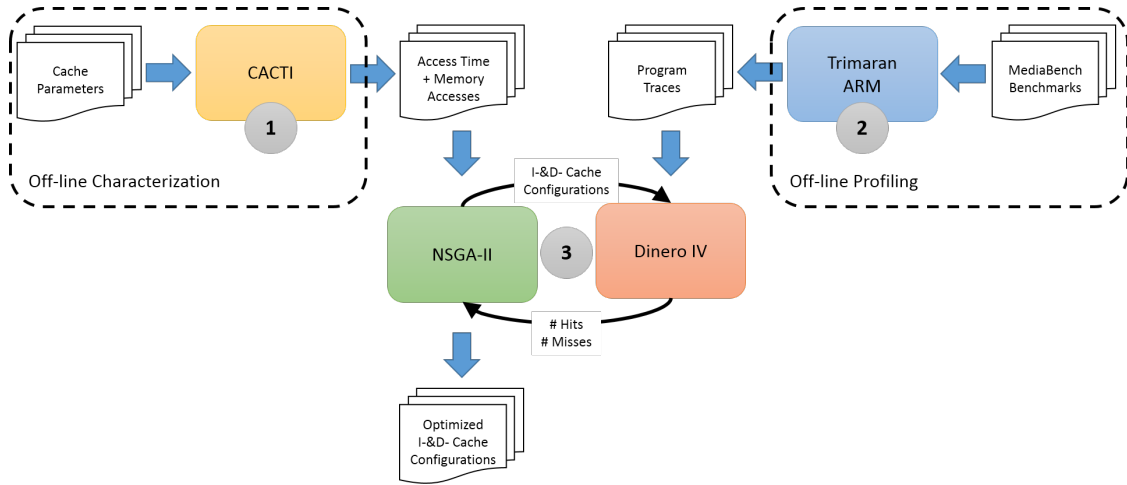 Cache
Parameters
CACTI
1
Off-line Characterization
Access Time
+ Memory
Accesses
Program
Traces
Trimaran
ARM
2
MediaBench
Benchmarks
Off-line Profiling
I-&D- Cache
Configurations
NSGA-II
3
Dinero IV
# Hits
# Misses
Optimized
I-&D- Cache
Configurations